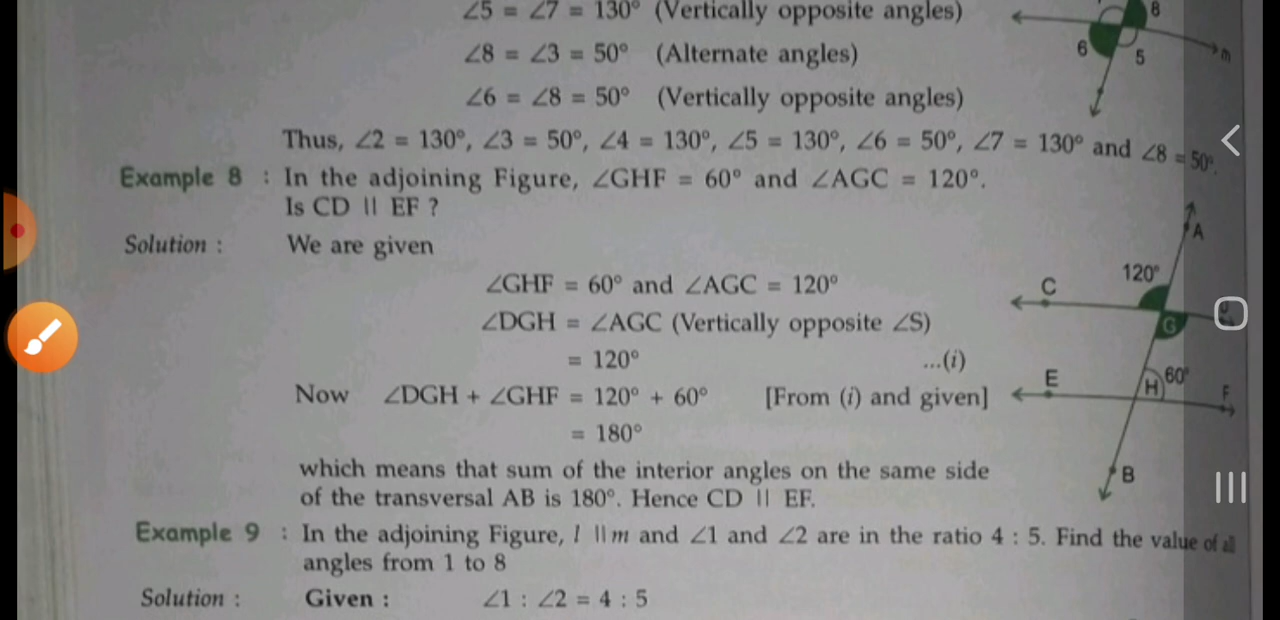 ∠5 = ∠7 = 130° (Vertically opposite angles)
∠8 = ∠3 = 50° (Alternate angles)
∠6 = ∠8 = 50° (Vertically opposite angles)
8
6
5
m
Thus, ∠2 = 130°, ∠3 = 50°, ∠4 = 130°, ∠5 = 130°, ∠6 = 50°, ∠7 = 130° and ∠8 = 50°.
Example 8 : In the adjoining Figure, ∠GHF = 60° and ∠AGC = 120°.
Is CD || EF ?
Solution : We are given
∠GHF = 60° and ∠AGC = 120°
∠DGH = ∠AGC (Vertically opposite ∠S)
= 120° ...(i)
Now ∠DGH + ∠GHF = 120° + 60° [From (i) and given]
= 180°
which means that sum of the interior angles on the same side
of the transversal AB is 180°. Hence CD || EF.
A
120°
C
G
E
H
60°
F
B
Example 9 : In the adjoining Figure, l || m and ∠1 and ∠2 are in the ratio 4 : 5. Find the value of all
angles from 1 to 8
Solution : Given : ∠1 : ∠2 = 4 : 5